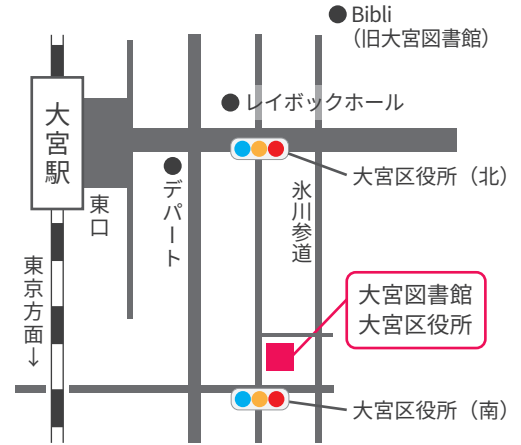 Bibli
（旧大宮図書館）
レイボックホール
大宮駅
大宮区役所（北）
東口
デパート
氷川参道
東京方面↓
大宮図書館
大宮区役所
大宮区役所（南）